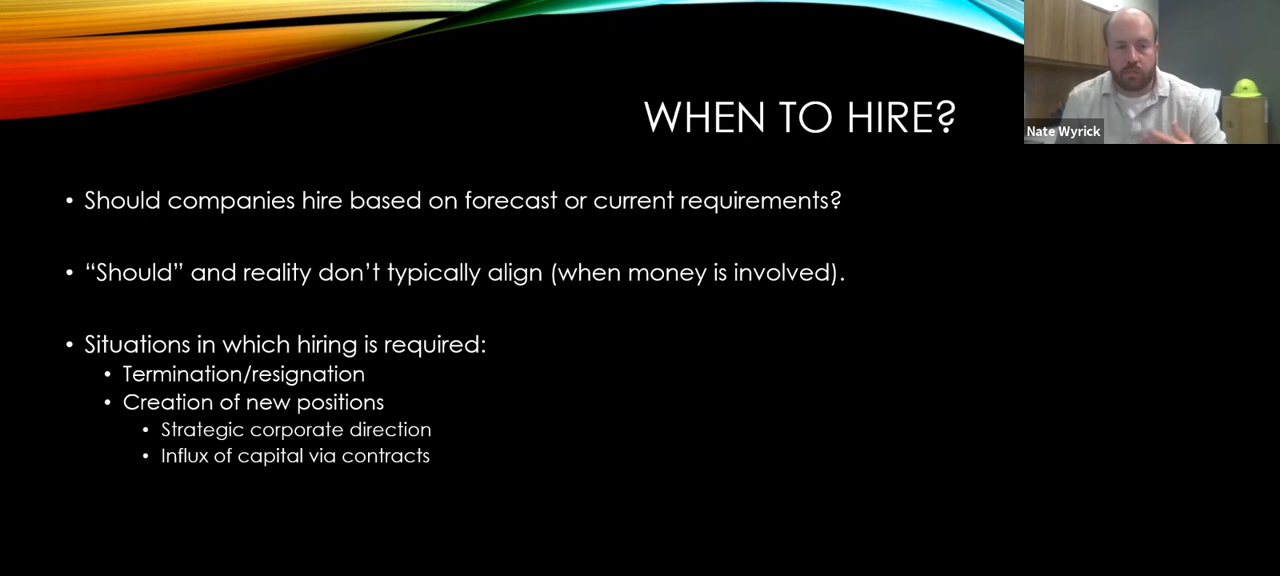 WHEN TO HIRE?
Nate Wyrick
• Should companies hire based on forecast or current requirements?
• “Should” and reality don’t typically align (when money is involved).
• Situations in which hiring is required:
• Termination/resignation
• Creation of new positions
• Strategic corporate direction
• Influx of capital via contracts